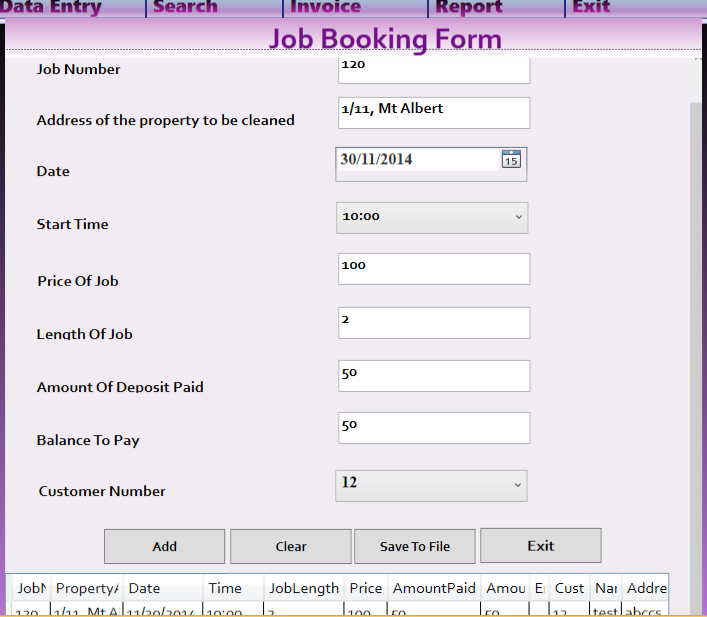 Data Entry Search Invoice Report Exit
Job Booking Form
Job Number 120
Address of the property to be cleaned 1/11, Mt Albert
Date 30/11/2014 15
Start Time 10:00
Price Of Job 100
Length Of Job 2
Amount Of Deposit Paid 50
Balance To Pay 50
Customer Number 12
Add Clear Save To File Exit
JobN Property/ Date Time JobLength Price AmountPaid Amou E Cust Nar Addre
120 1/11, Mt A 11/30/2014 10:00 2 100 50 50 12 test abccs